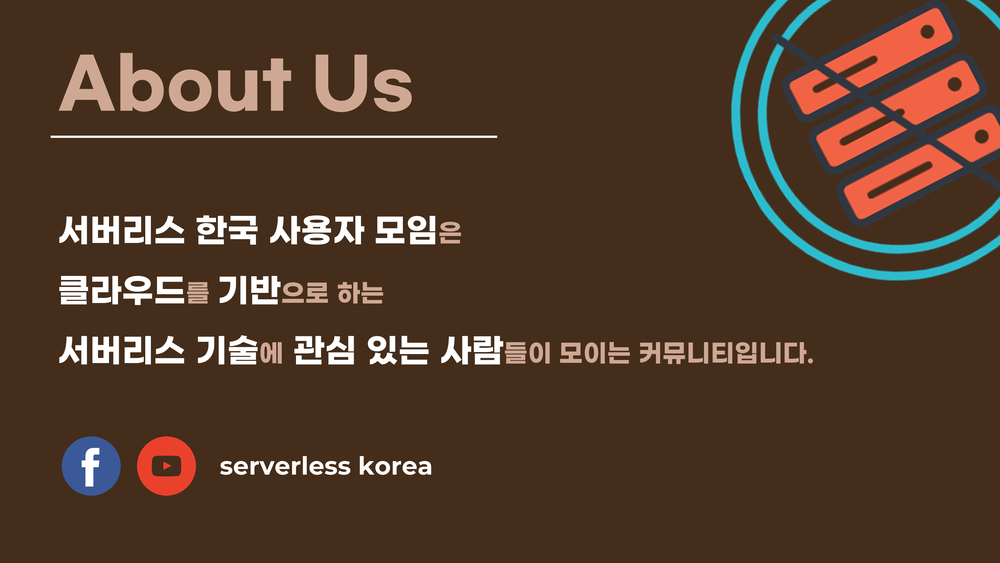 About Us
서버리스 한국 사용자 모임은
클라우드를 기반으로 하는
서버리스 기술에 관심 있는 사람들이 모이는 커뮤니티입니다.
serverless korea